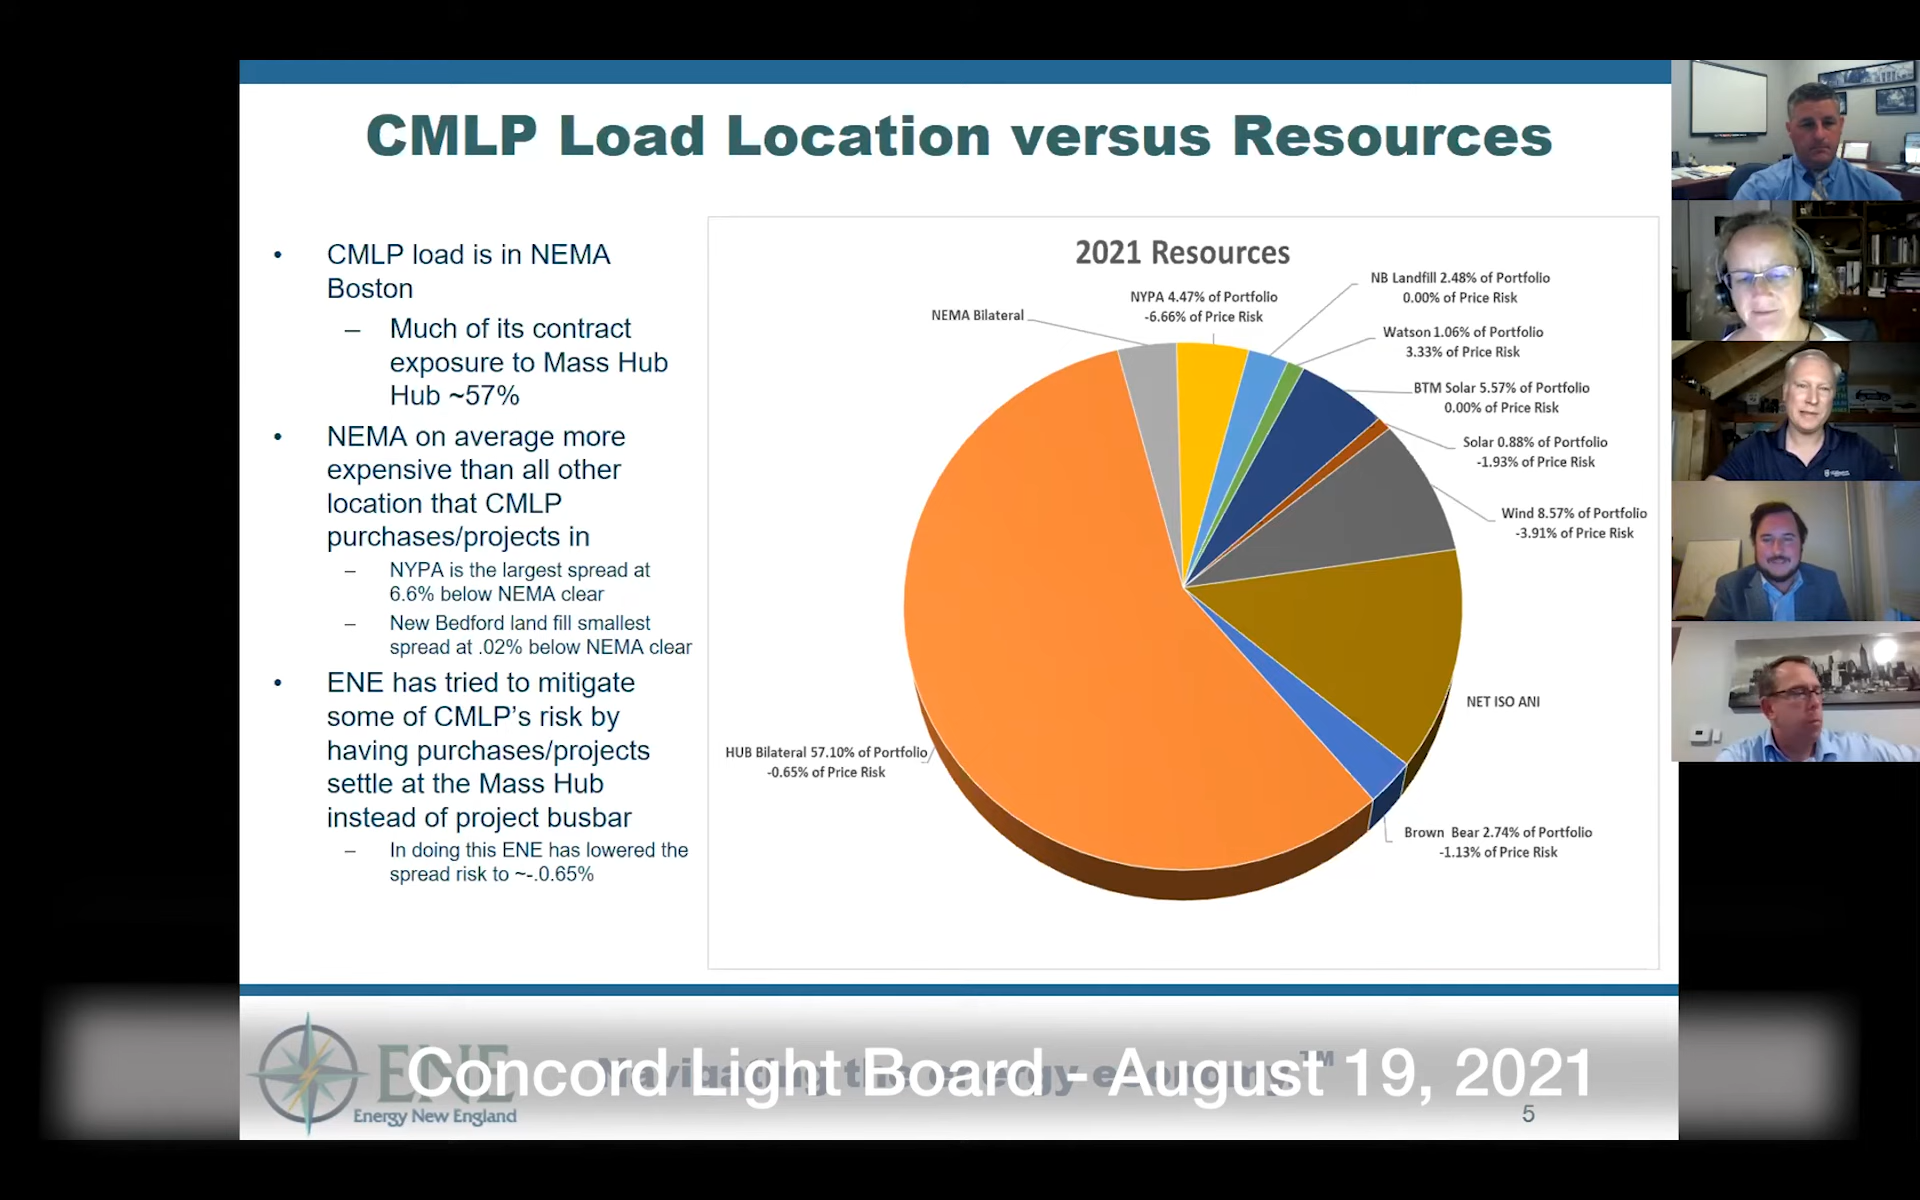 CMLP Load Location versus Resources
• CMLP load is in NEMA
Boston
– Much of its contract
exposure to Mass Hub
Hub ~57%
• NEMA on average more
expensive than all other
location that CMLP
purchases/projects in
– NYPA is the largest spread at
6.6% below NEMA clear
– New Bedford land fill smallest
spread at .02% below NEMA clear
• ENE has tried to mitigate
some of CMLP's risk by
having purchases/projects
settle at the Mass Hub
instead of project busbar
– In doing this ENE has lowered the
spread risk to ~-.0.65%
2021 Resources
NEMA Bilateral
NYPA 4.47% of Portfolio
-6.66% of Price Risk
NB Landfill 2.48% of Portfolio
0.00% of Price Risk
Watson 1.06% of Portfolio
3.33% of Price Risk
BTM Solar 5.57% of Portfolio
0.00% of Price Risk
Solar 0.88% of Portfolio
-1.93% of Price Risk
Wind 8.57% of Portfolio
-3.91% of Price Risk
NET ISO ANI
HUB Bilateral 57.10% of Portfolio
-0.65% of Price Risk
Brown Bear 2.74% of Portfolio
-1.13% of Price Risk
ENE
Energy New England
Navigating the energy economy™
Concord Light Board - August 19, 2021
5